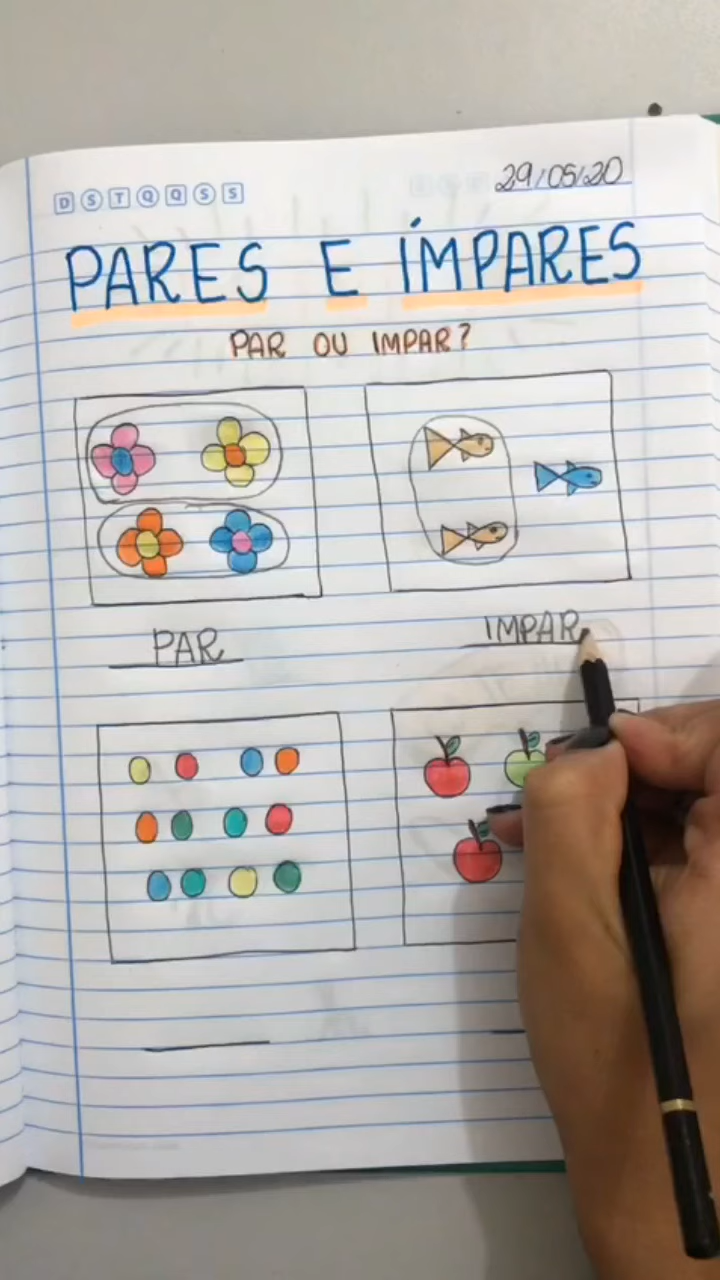 D S T Q Q S S
29/05/20
PARES E ÍMPARES
PAR OU IMPAR?
PAR
IMPAR